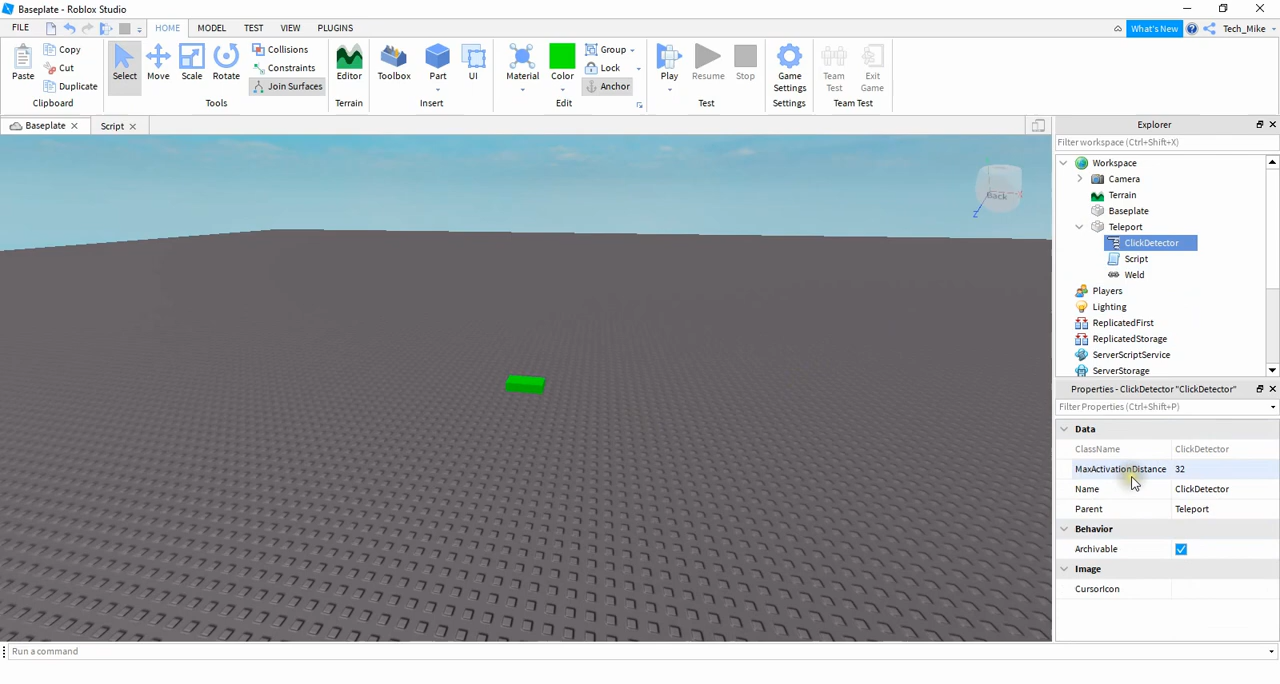 Baseplate - Roblox Studio
FILE HOME MODEL TEST VIEW PLUGINS What's New Tech_Mike
Paste Copy Cut Duplicate Clipboard
Select Move Scale Rotate Collisions Constraints Join Surfaces Tools
Editor Terrain
Toolbox Part UI Insert
Material Color Group Lock Anchor Edit
Play Resume Stop Test
Game Settings Settings
Team Test Exit Game Team Test
Baseplate Script
Back
X
Z
Explorer
Filter workspace (Ctrl+Shift+X)
Workspace
Camera
Terrain
Baseplate
Teleport
ClickDetector
Script
Weld
Players
Lighting
ReplicatedFirst
ReplicatedStorage
ServerScriptService
ServerStorage
Properties - ClickDetector "ClickDetector"
Filter Properties (Ctrl+Shift+P)
Data
ClassName ClickDetector
MaxActivationDistance 32
Name ClickDetector
Parent Teleport
Behavior
Archivable
Image
CursorIcon
Run a command